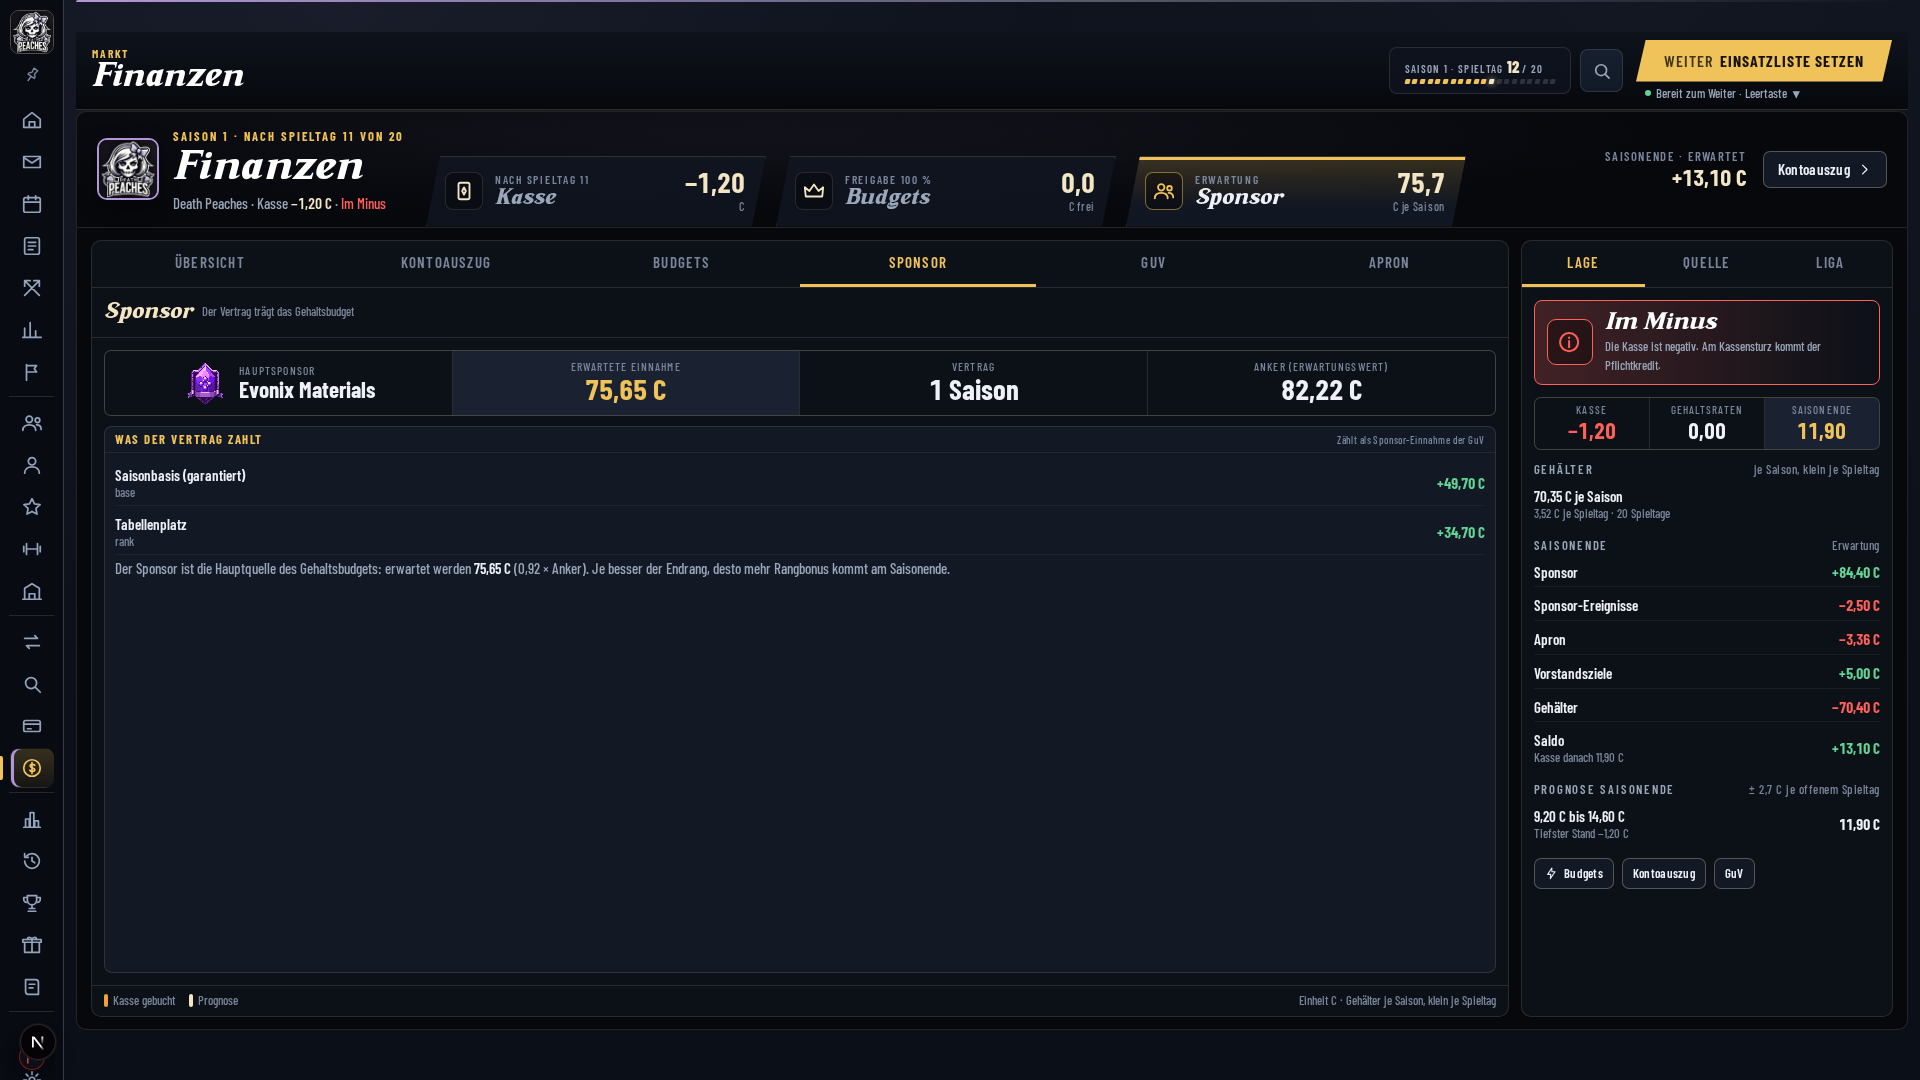 MARKT
Finanzen
SAISON 1 · SPIELTAG 12 / 20
WEITER EINSATZLISTE SETZEN
Bereit zum Weiter · Leertaste ▼
PEACHES
SAISON 1 · NACH SPIELTAG 11 VON 20
Finanzen
Death Peaches · Kasse −1,20 C · Im Minus
NACH SPIELTAG 11
Kasse
−1,20
C
FREIGABE 100 %
Budgets
0,0
C frei
ERWARTUNG
Sponsor
75,7
C je Saison
SAISONENDE · ERWARTET
+13,10 C
Kontoauszug
PEACHES
ÜBERSICHT
KONTOAUSZUG
BUDGETS
SPONSOR
GUV
APRON
Sponsor Der Vertrag trägt das Gehaltsbudget
HAUPTSPONSOR
Evonix Materials
ERWARTETE EINNAHME
75,65 C
VERTRAG
1 Saison
ANKER (ERWARTUNGSWERT)
82,22 C
WAS DER VERTRAG ZAHLT
Zählt als Sponsor-Einnahme der GuV
Saisonbasis (garantiert)
base
+49,70 C
Tabellenplatz
rank
+34,70 C
Der Sponsor ist die Hauptquelle des Gehaltsbudgets: erwartet werden 75,65 C (0,92 × Anker). Je besser der Endrang, desto mehr Rangbonus kommt am Saisonende.
Kasse gebucht
Prognose
Einheit C · Gehälter je Saison, klein je Spieltag
LAGE
QUELLE
LIGA
Im Minus
Die Kasse ist negativ. Am Kassensturz kommt der
Pflichtkredit.
KASSE
−1,20
GEHALTSRATEN
0,00
SAISONENDE
11,90
GEHÄLTER
je Saison, klein je Spieltag
70,35 C je Saison
3,52 C je Spieltag · 20 Spieltage
SAISONENDE
Erwartung
Sponsor
+84,40 C
Sponsor-Ereignisse
−2,50 C
Apron
−3,36 C
Vorstandsziele
+5,00 C
Gehälter
−70,40 C
Saldo
Kasse danach 11,90 C
+13,10 C
PROGNOSE SAISONENDE
± 2,7 C je offenem Spieltag
9,20 C bis 14,60 C
Tiefster Stand −1,20 C
11,90 C
Budgets
Kontoauszug
GuV
N